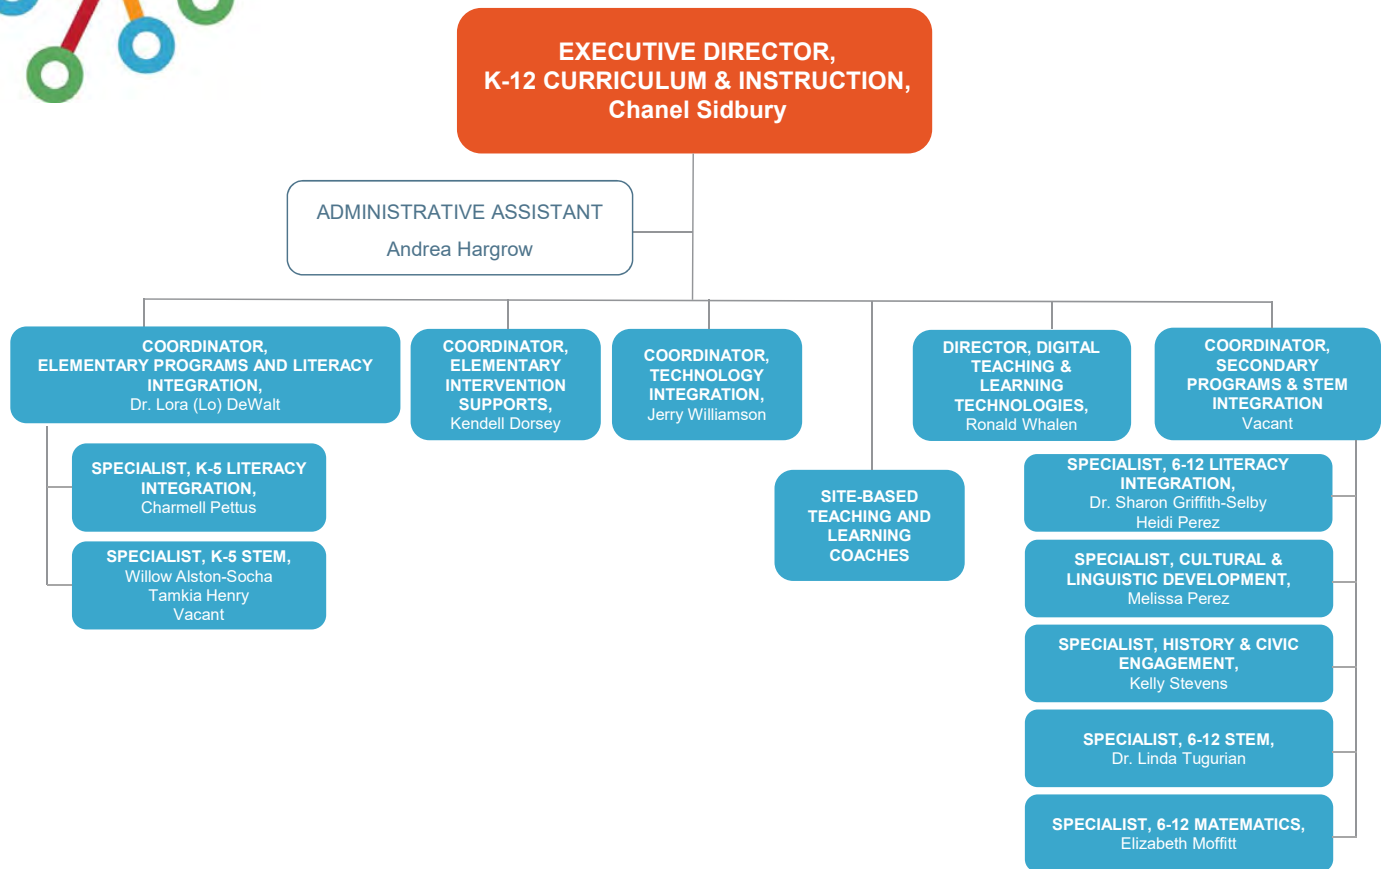 EXECUTIVE DIRECTOR,
K-12 CURRICULUM & INSTRUCTION,
Chanel Sidbury
ADMINISTRATIVE ASSISTANT
Andrea Hargrow
COORDINATOR,
ELEMENTARY PROGRAMS AND LITERACY
INTEGRATION,
Dr. Lora (Lo) DeWalt
SPECIALIST, K-5 LITERACY
INTEGRATION,
Charmell Pettus
SPECIALIST, K-5 STEM,
Willow Alston-Socha
Tamkia Henry
Vacant
COORDINATOR,
ELEMENTARY
INTERVENTION
SUPPORTS,
Kendell Dorsey
COORDINATOR,
TECHNOLOGY
INTEGRATION,
Jerry Williamson
SITE-BASED
TEACHING AND
LEARNING
COACHES
DIRECTOR, DIGITAL
TEACHING &
LEARNING
TECHNOLOGIES,
Ronald Whalen
COORDINATOR,
SECONDARY
PROGRAMS & STEM
INTEGRATION
Vacant
SPECIALIST, 6-12 LITERACY
INTEGRATION,
Dr. Sharon Griffith-Selby
Heidi Perez
SPECIALIST, CULTURAL &
LINGUISTIC DEVELOPMENT,
Melissa Perez
SPECIALIST, HISTORY & CIVIC
ENGAGEMENT,
Kelly Stevens
SPECIALIST, 6-12 STEM,
Dr. Linda Tugurian
SPECIALIST, 6-12 MATEMATICS,
Elizabeth Moffitt